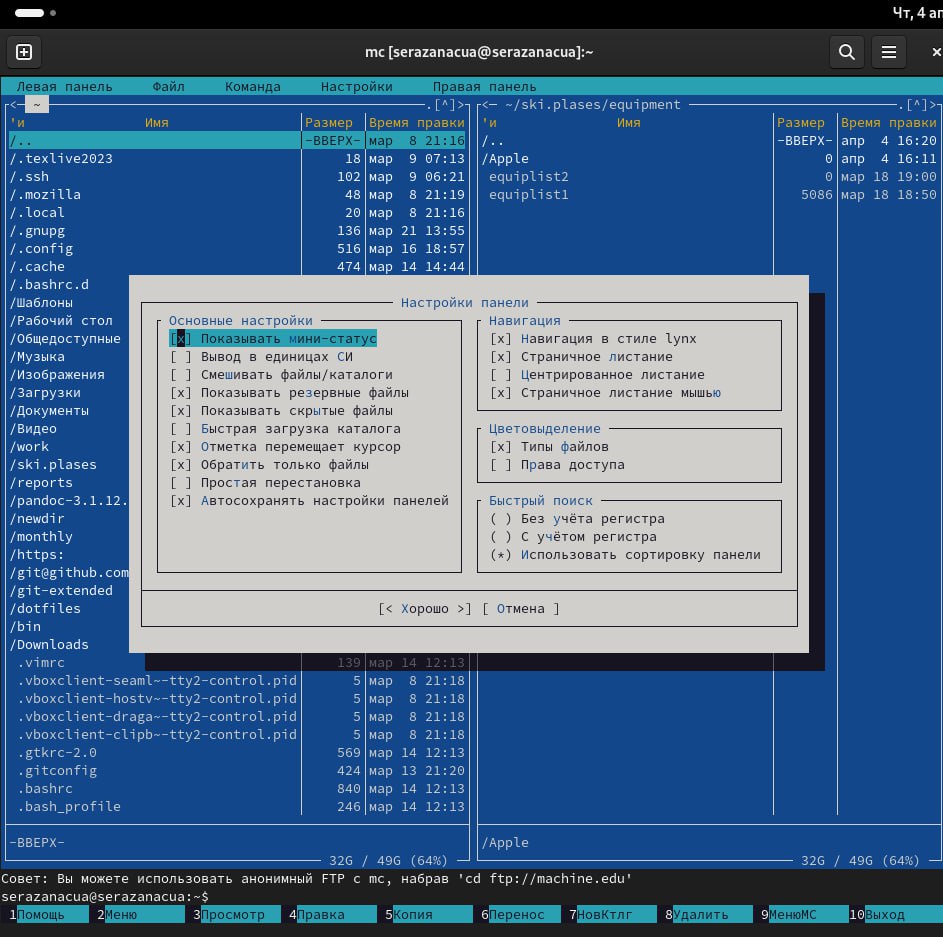 Чт, 4 ап
mc [serazanacua@serazanacua]:~
Левая панель Файл Команда Настройки Правая панель
<— ~ .[^]> <— ~/ski.plases/equipment .[^]>
'и Имя Размер Время правки 'и Имя Размер Время правки
/.. -ВВЕРХ- мар 8 21:16 /.. -ВВЕРХ- апр 4 16:20
/.texlive2023 18 мар 9 07:13 /Apple 0 апр 4 16:11
/.ssh 102 мар 9 06:21 equiplist2 0 мар 18 19:00
/.mozilla 48 мар 8 21:19 equiplist1 5086 мар 18 18:50
/.local 20 мар 8 21:16
/.gnupg 136 мар 21 13:55
/.config 516 мар 16 18:57
/.cache 474 мар 14 14:44
/.bashrc.d
/Шаблоны Настройки панели
/Рабочий стол Основные настройки Навигация
/Общедоступные [x] Показывать мини-статус [x] Навигация в стиле lynx
/Музыка [ ] Вывод в единицах СИ [x] Страничное листание
/Изображения [ ] Смешивать файлы/каталоги [ ] Центрированное листание
/Загрузки [x] Показывать резервные файлы [x] Страничное листание мышью
/Документы [x] Показывать скрытые файлы
/Видео [ ] Быстрая загрузка каталога Цветовыделение
/work [x] Отметка перемещает курсор [x] Типы файлов
/ski.plases [x] Обратить только файлы [ ] Права доступа
/reports [ ] Простая перестановка
/pandoc-3.1.12. [x] Автосохранять настройки панелей Быстрый поиск
/newdir ( ) Без учёта регистра
/monthly ( ) С учётом регистра
/https: (*) Использовать сортировку панели
/git@github.com
/git-extended
/dotfiles [< Хорошо >] [ Отмена ]
/bin
/Downloads
.vimrc 139 мар 14 12:13
.vboxclient-seaml~-tty2-control.pid 5 мар 8 21:18
.vboxclient-hostv~-tty2-control.pid 5 мар 8 21:18
.vboxclient-draga~-tty2-control.pid 5 мар 8 21:18
.vboxclient-clipb~-tty2-control.pid 5 мар 8 21:18
.gtkrc-2.0 569 мар 14 12:13
.gitconfig 424 мар 13 21:20
.bashrc 840 мар 14 12:13
.bash_profile 246 мар 14 12:13
-ВВЕРХ- /Apple
32G / 49G (64%) 32G / 49G (64%)
Совет: Вы можете использовать анонимный FTP с mc, набрав 'cd ftp://machine.edu'
serazanacua@serazanacua:~$
1Помощь 2Меню 3Просмотр 4Правка 5Копия 6Перенос 7НовКтлг 8Удалить 9МенюМС 10Выход